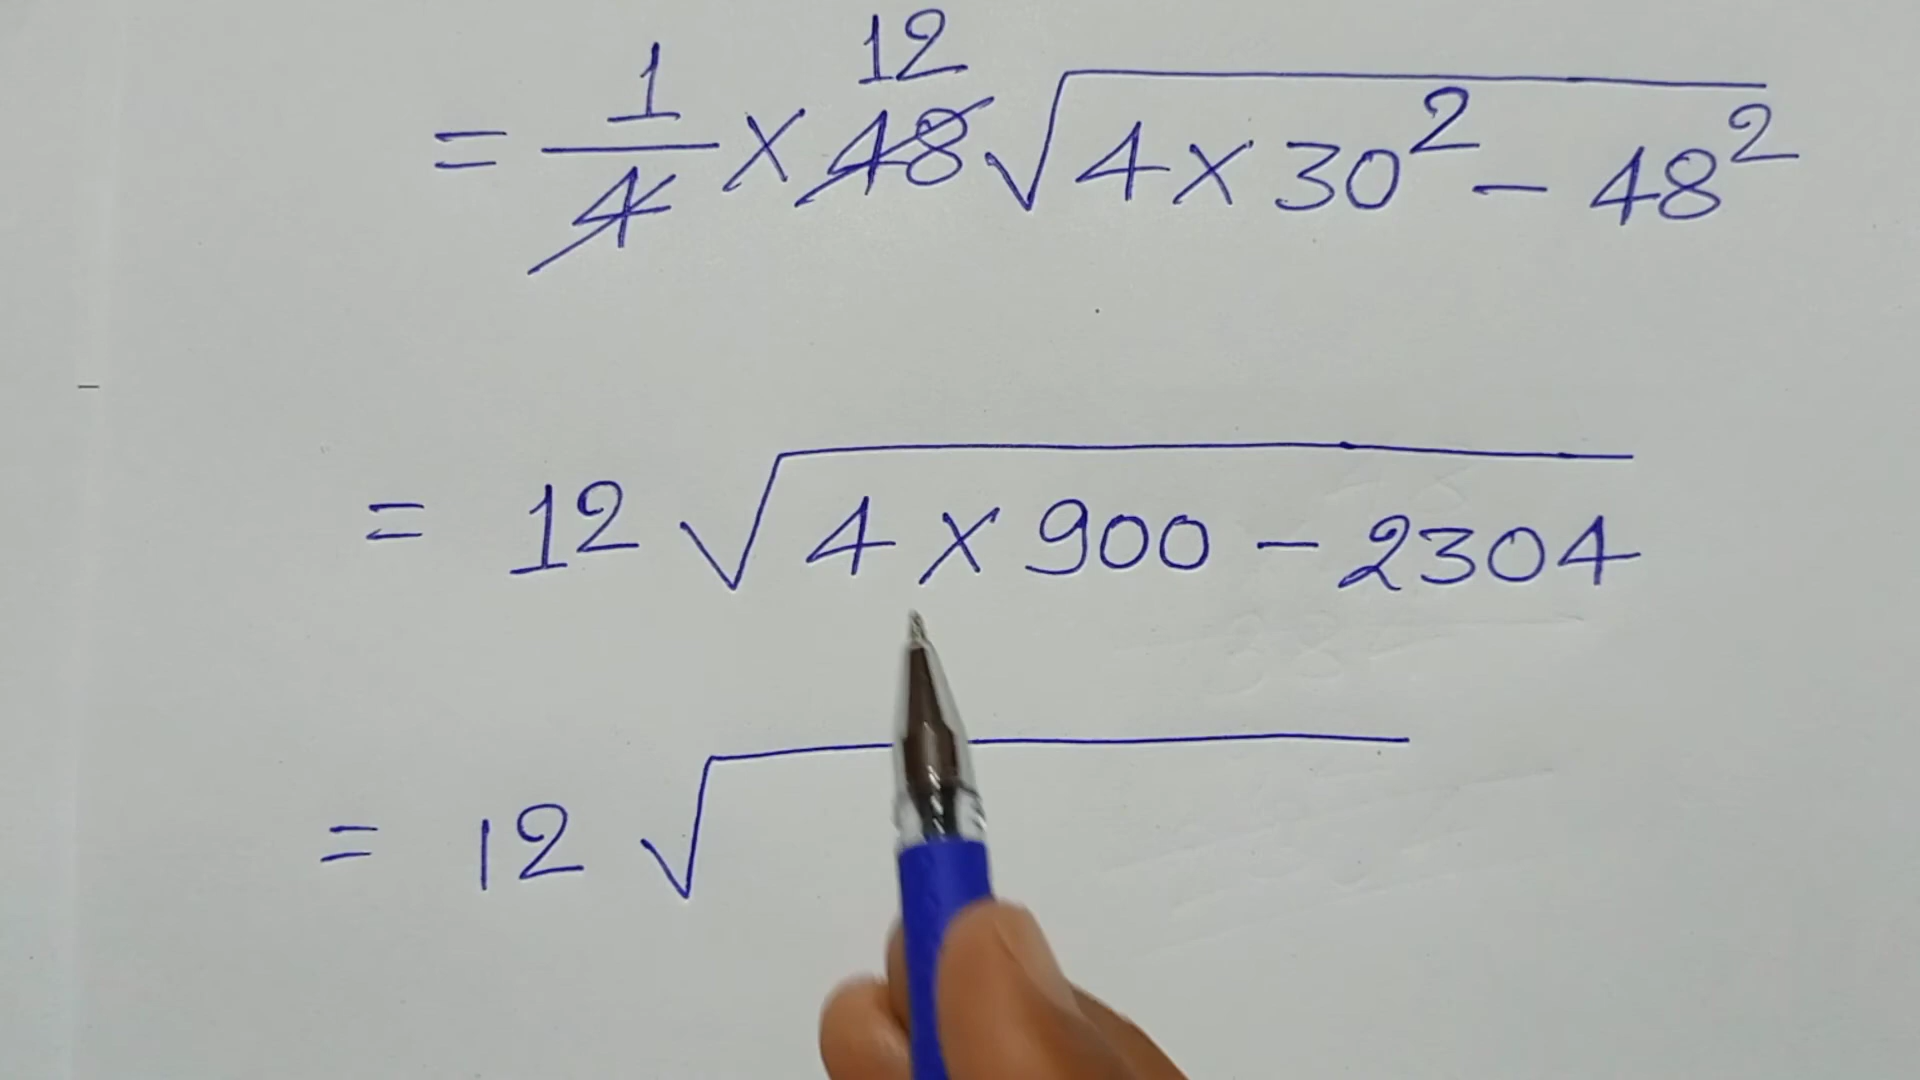 = 1/4 × 48 12 √4 × 30² − 48²
= 12 √4 × 900 − 2304
= 12 √